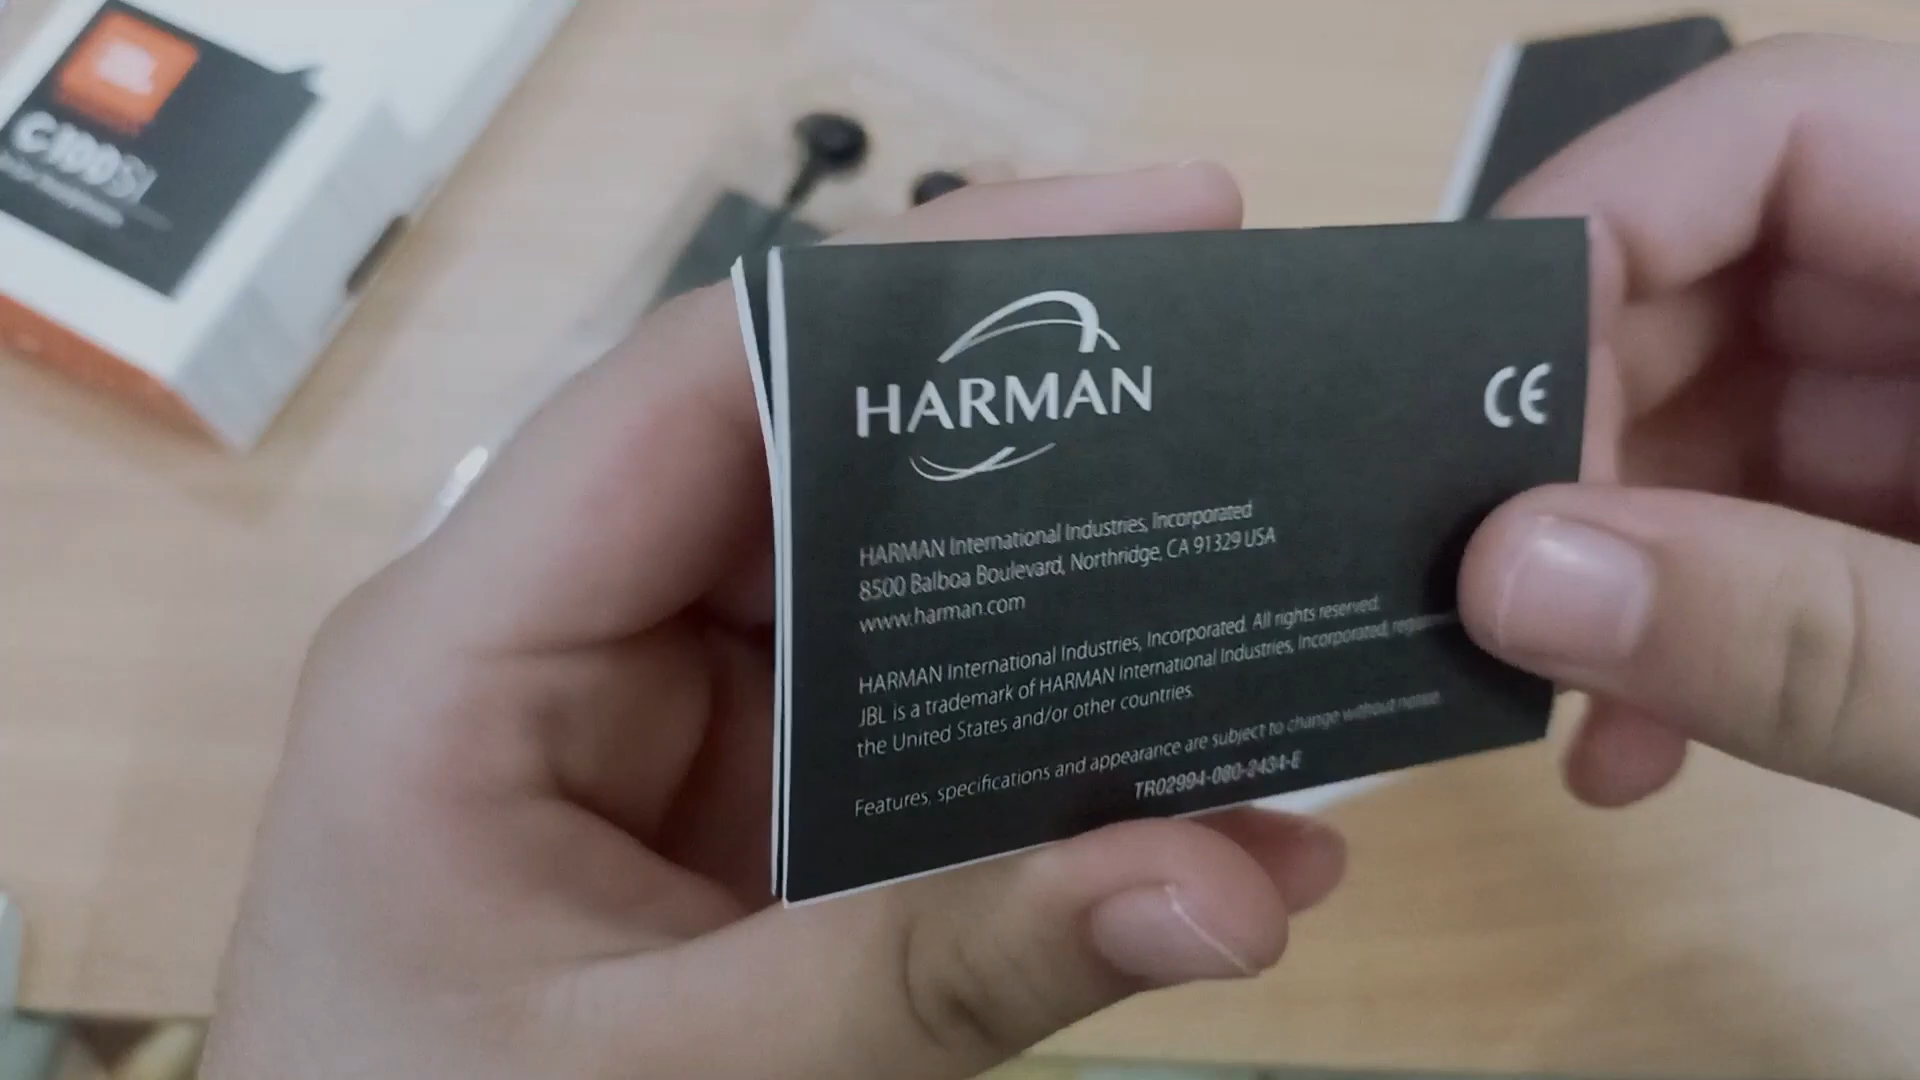 JBL
C100SI
HARMAN
CE
HARMAN International Industries, Incorporated
8500 Balboa Boulevard, Northridge, CA 91329 USA
www.harman.com
HARMAN International Industries, Incorporated. All rights reserved.
JBL is a trademark of HARMAN International Industries, Incorporated,
the United States and/or other countries.
Features, specifications and appearance are subject to change without notice.
TR02994-080-2434-E